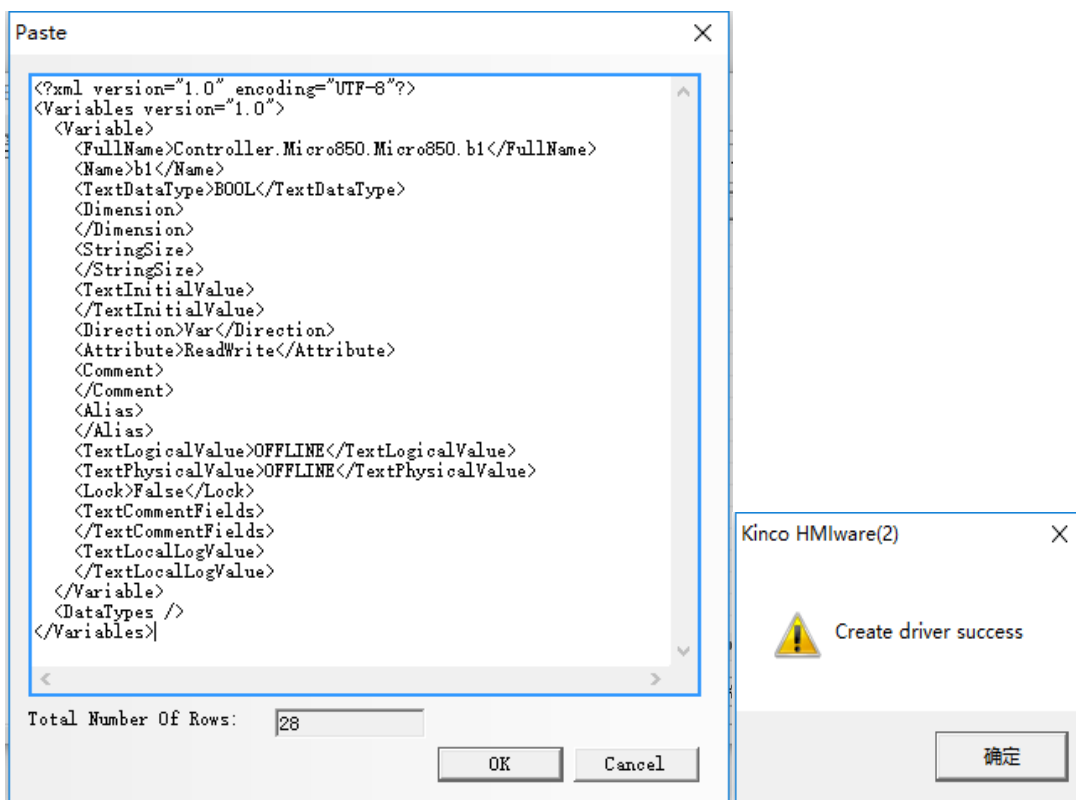 Paste
<?xml version="1.0" encoding="UTF-8"?>
<Variables version="1.0">
  <Variable>
    <FullName>Controller.Micro850.Micro850.b1</FullName>
    <Name>b1</Name>
    <TextDataType>BOOL</TextDataType>
    <Dimension>
    </Dimension>
    <StringSize>
    </StringSize>
    <TextInitialValue>
    </TextInitialValue>
    <Direction>Var</Direction>
    <Attribute>ReadWrite</Attribute>
    <Comment>
    </Comment>
    <Alias>
    </Alias>
    <TextLogicalValue>OFFLINE</TextLogicalValue>
    <TextPhysicalValue>OFFLINE</TextPhysicalValue>
    <Lock>False</Lock>
    <TextCommentFields>
    </TextCommentFields>
    <TextLocalLogValue>
    </TextLocalLogValue>
  </Variable>
  <DataTypes />
</Variables>
Total Number Of Rows: 28
OK Cancel
Kinco HMIware(2)
Create driver success
确定